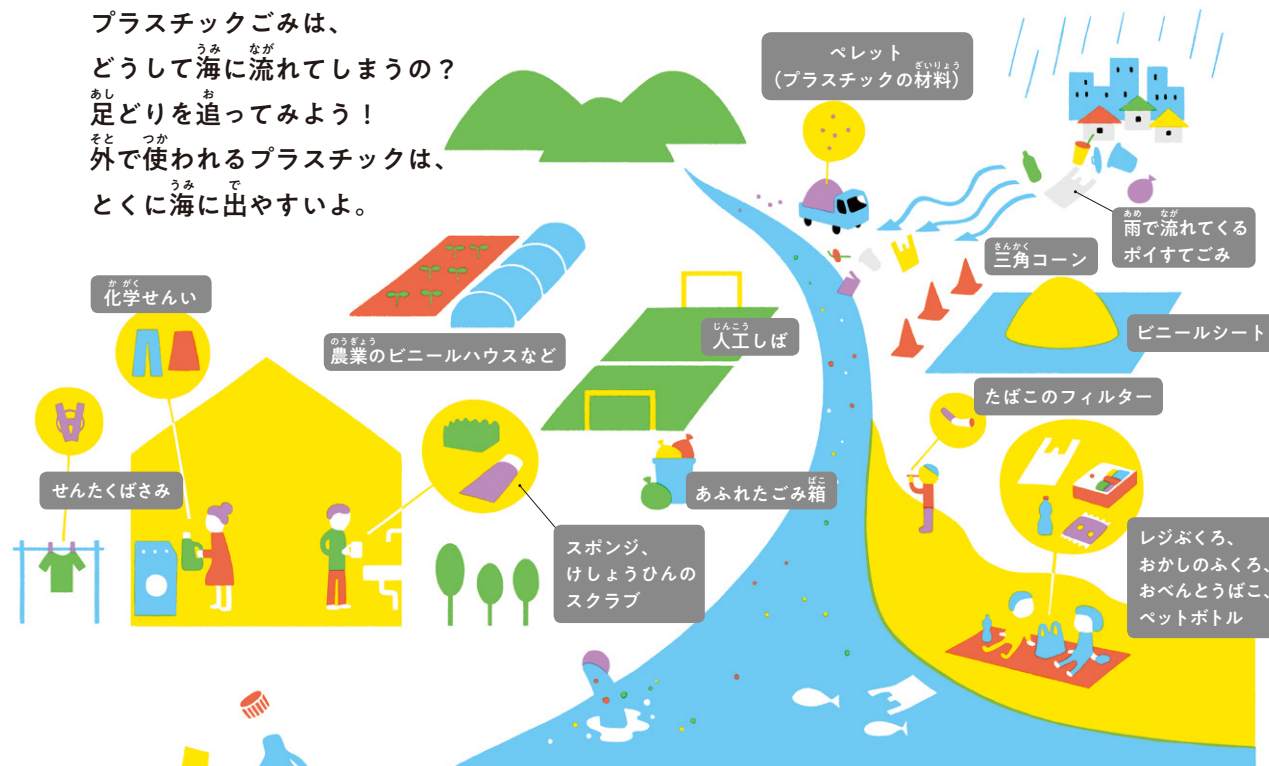 プラスチックごみは、
どうして海に流れてしまうの?
足どりを追ってみよう!
外で使われるプラスチックは、
とくに海に出やすいよ。
ペレット
(プラスチックの材料)
雨で流れてくる
ポイすてごみ
三角コーン
化学せんい
農業のビニールハウスなど
人工しば
ビニールシート
たばこのフィルター
せんたくばさみ
あふれたごみ箱
スポンジ、
けしょうひんの
スクラブ
レジぶくろ、
おかしのふくろ、
おべんとうばこ、
ペットボトル